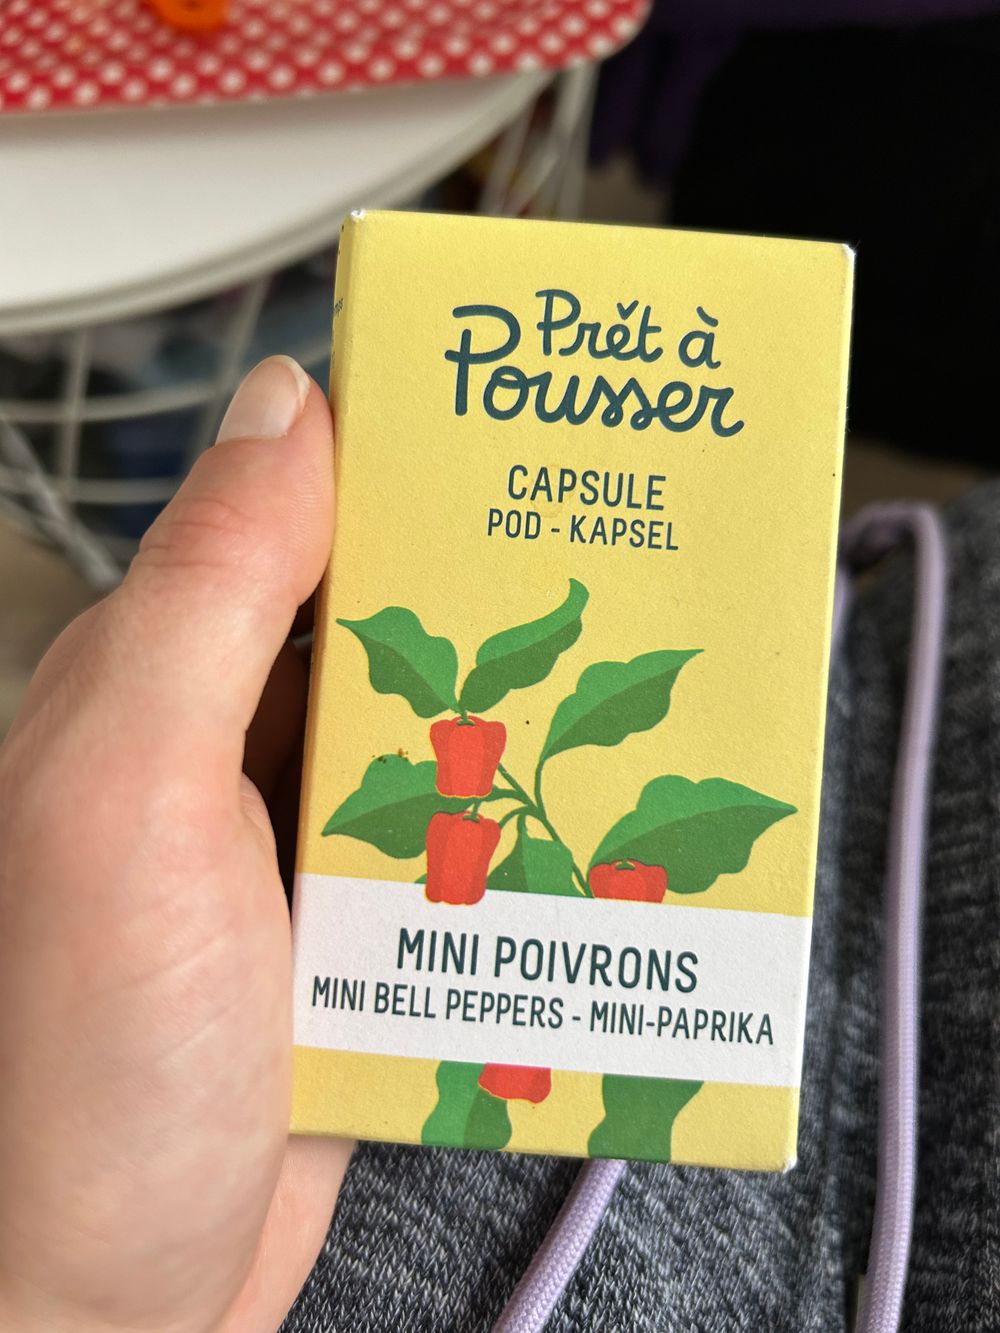 Prêt à
Pousser
CAPSULE
POD - KAPSEL
MINI POIVRONS
MINI BELL PEPPERS - MINI-PAPRIKA